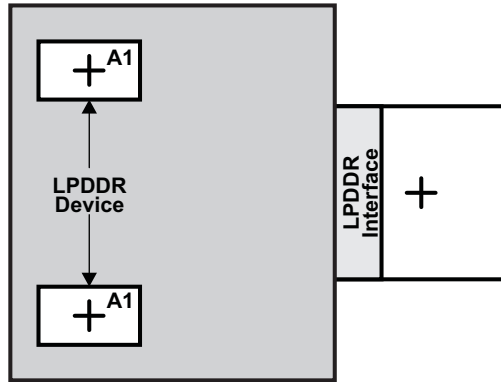 A1
LPDDR
Device
A1
LPDDR
Interface